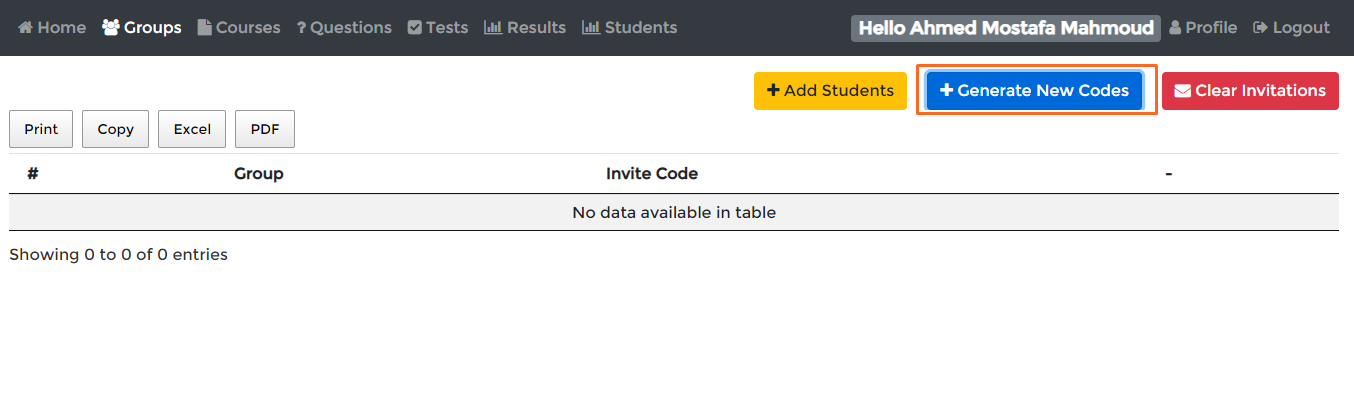 Home Groups Courses ? Questions Tests Results Students Hello Ahmed Mostafa Mahmoud Profile Logout
+ Add Students + Generate New Codes Clear Invitations
Print Copy Excel PDF
# Group Invite Code -
No data available in table
Showing 0 to 0 of 0 entries